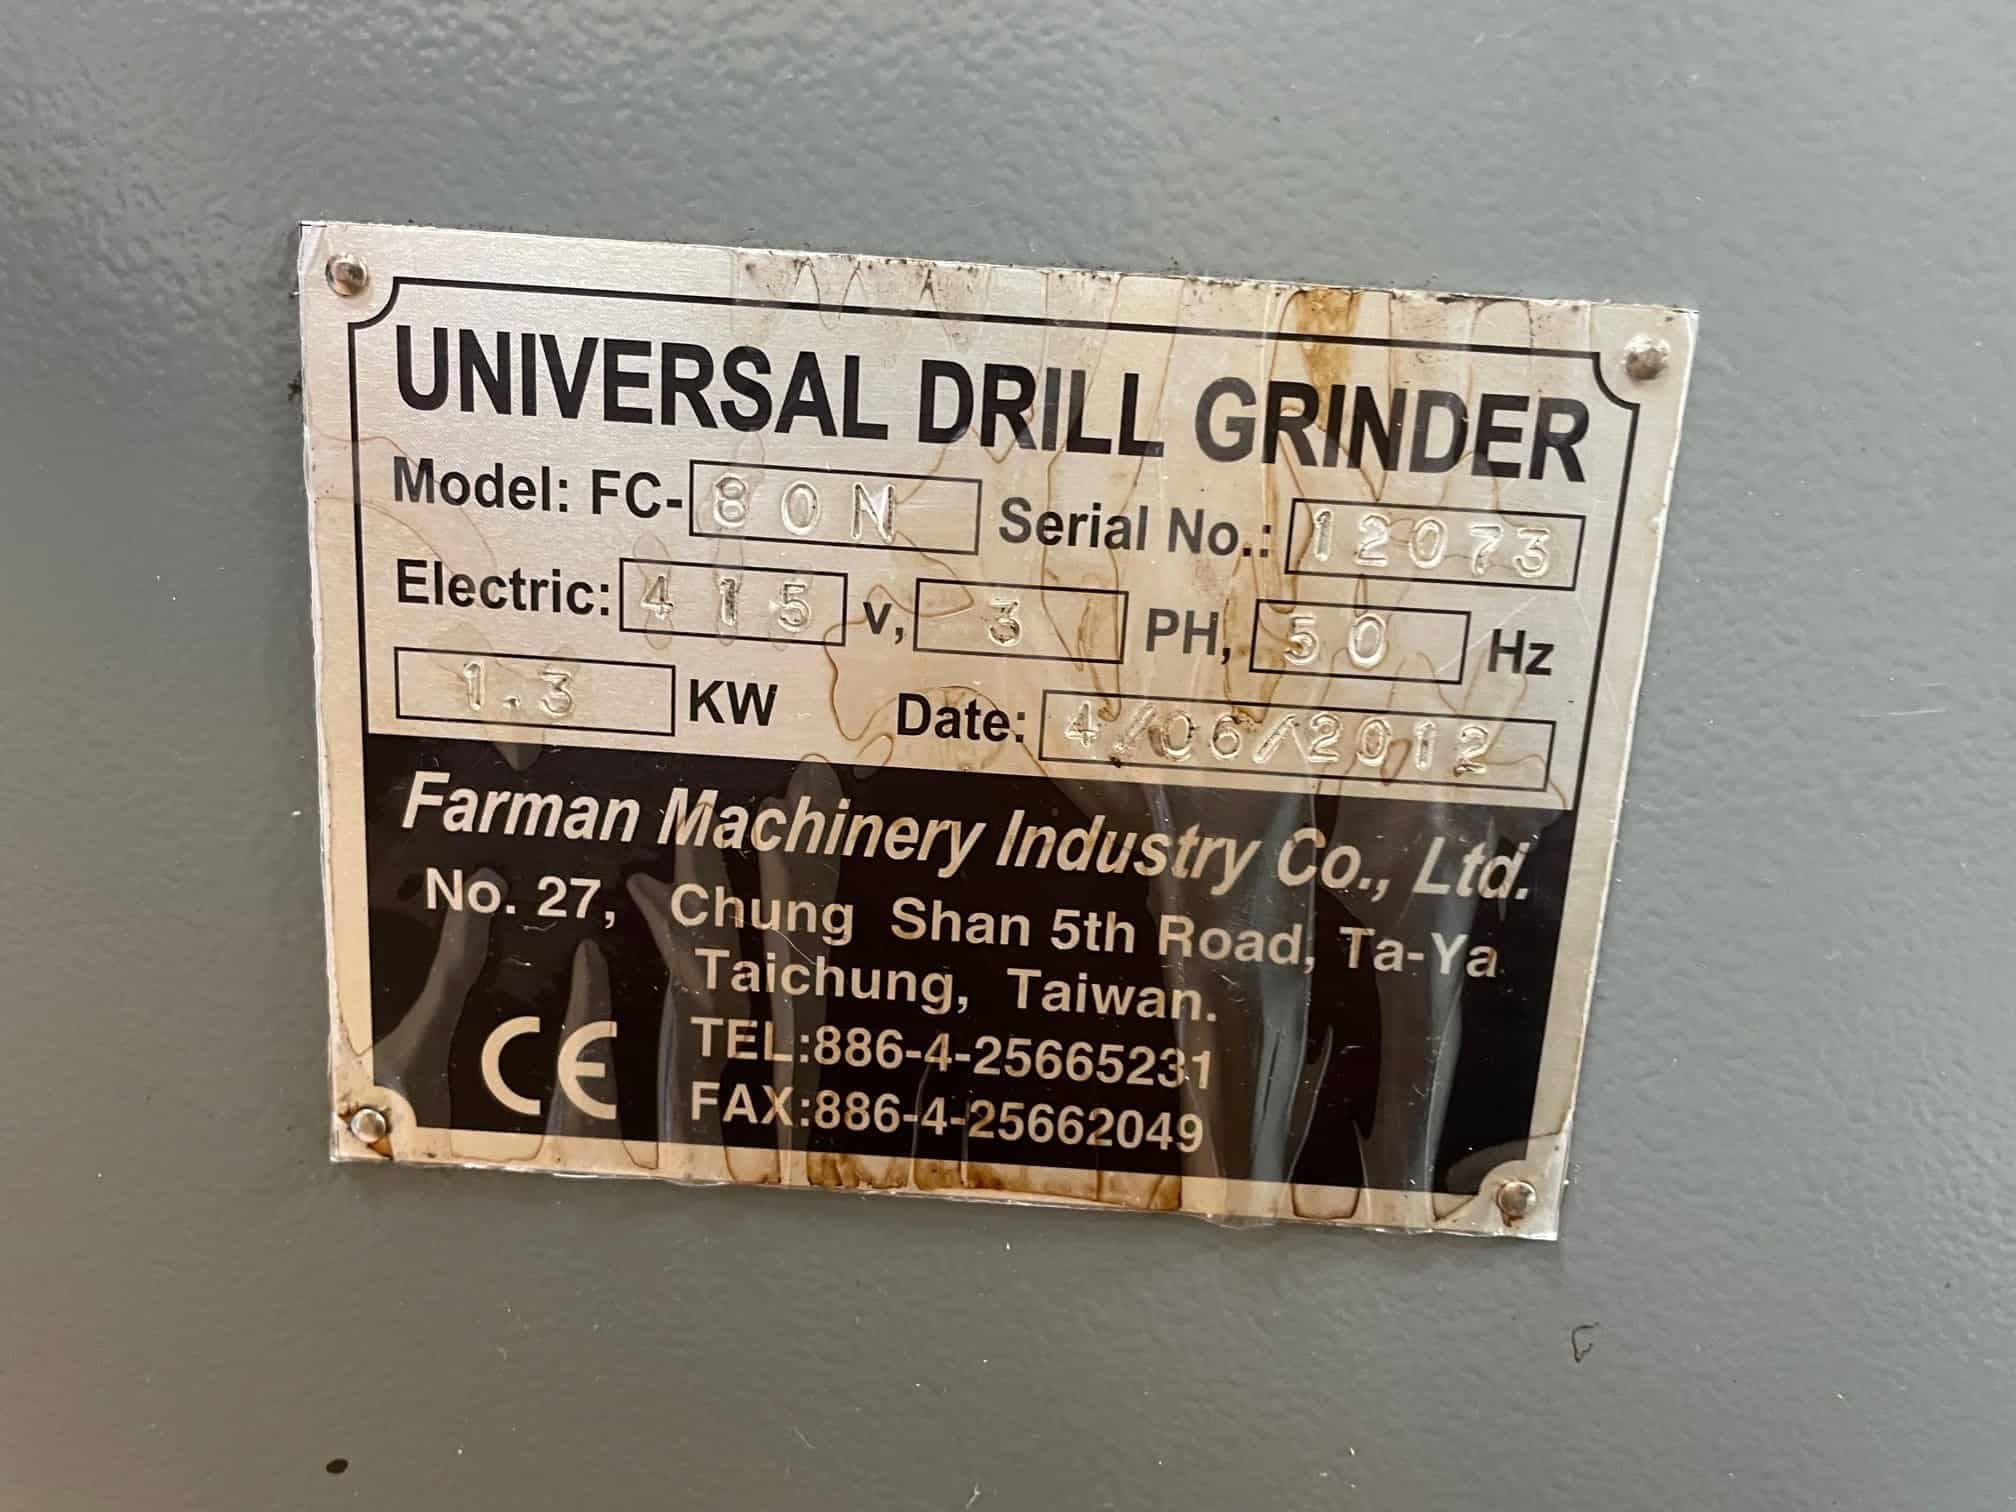 UNIVERSAL DRILL GRINDER
Model: FC-80N Serial No.: 12073
Electric: 415 v, 3 PH, 50 Hz
1.3 KW Date: 4/06/2012
Farman Machinery Industry Co., Ltd.
No. 27, Chung Shan 5th Road, Ta-Ya
Taichung, Taiwan.
CE TEL:886-4-25665231
FAX:886-4-25662049